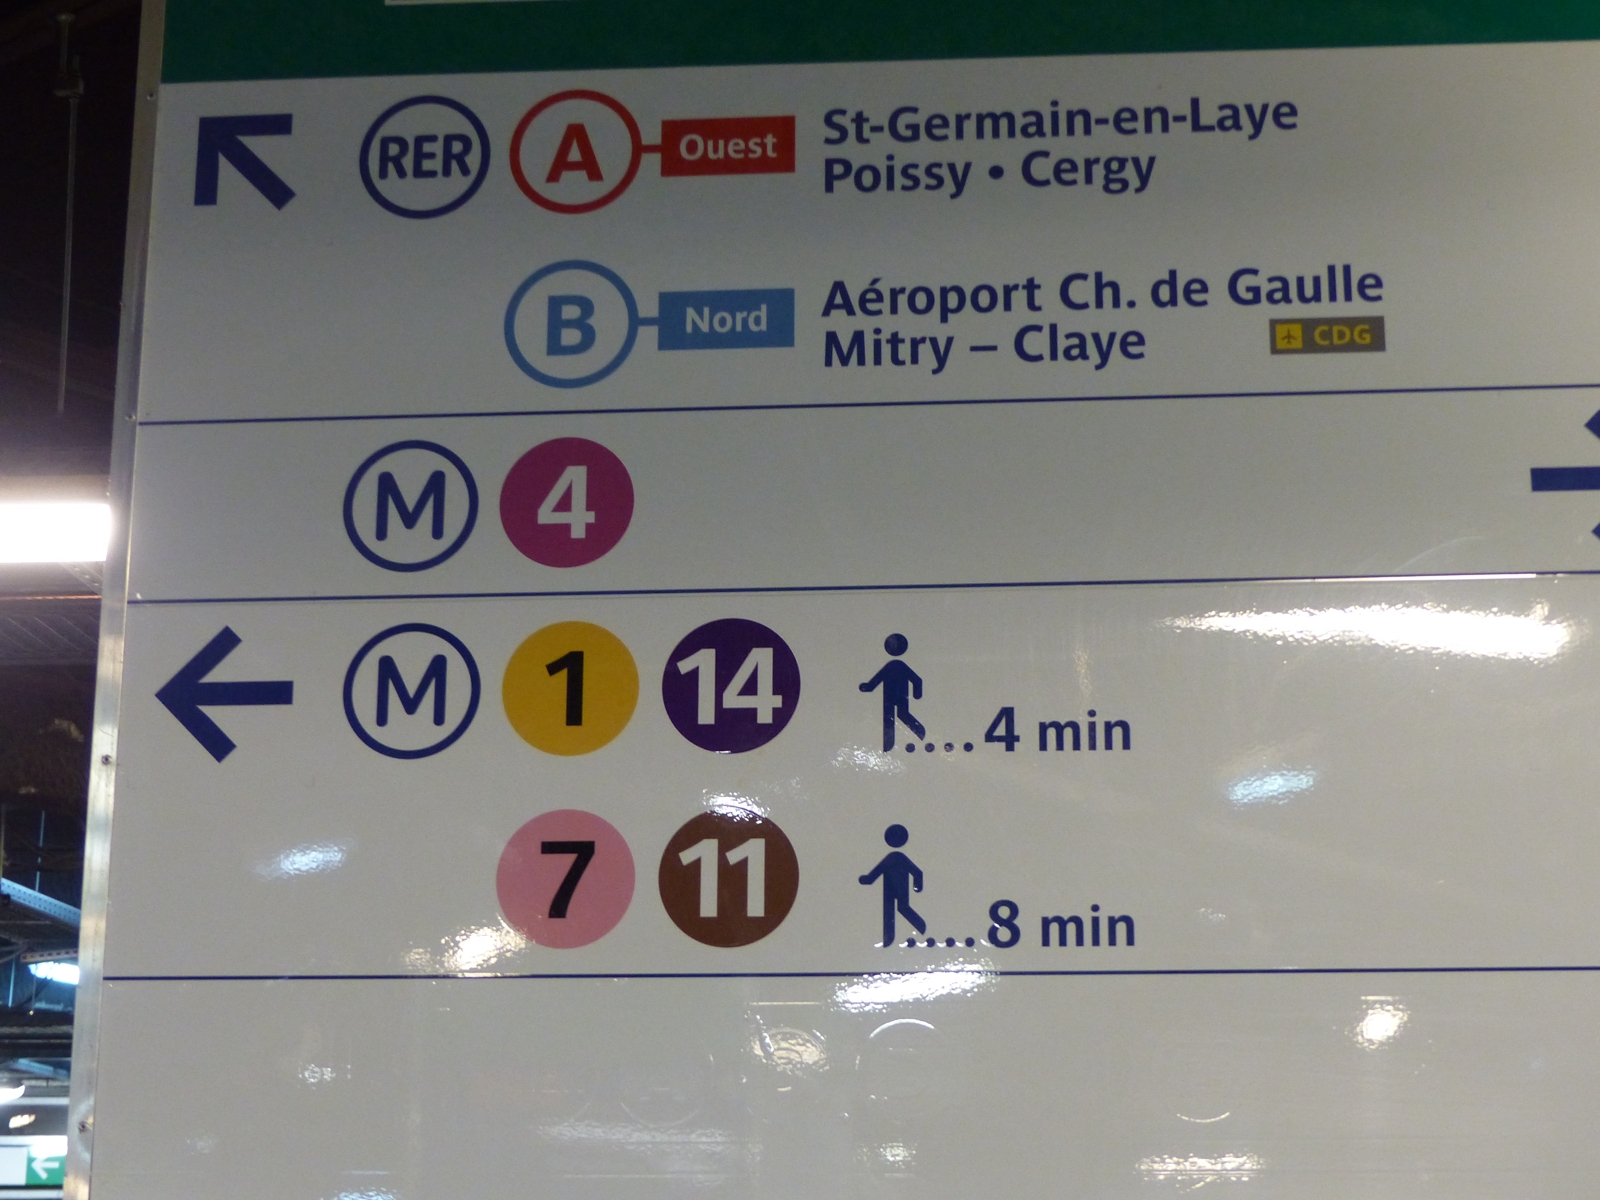 RER A Ouest St-Germain-en-Laye
Poissy • Cergy
B Nord Aéroport Ch. de Gaulle
Mitry – Claye CDG
M 4
M 1 14 4 min
7 11 8 min